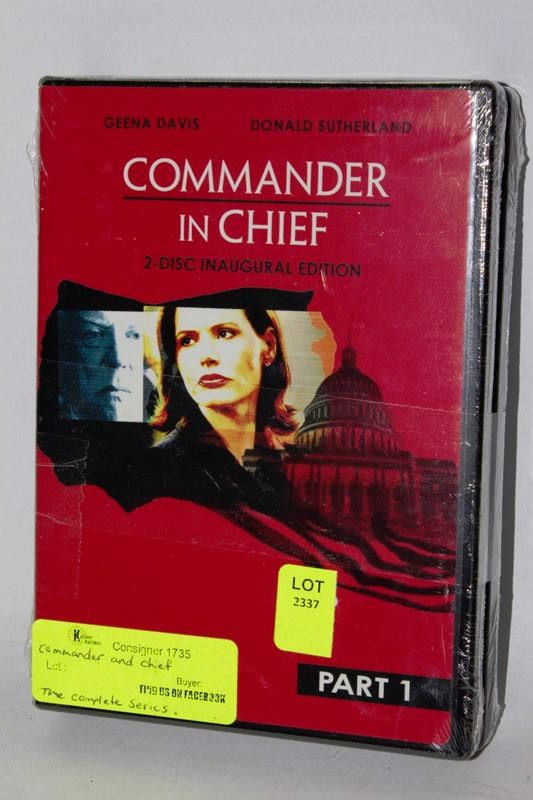 GEENA DAVIS DONALD SUTHERLAND
COMMANDER
IN CHIEF
2-DISC INAUGURAL EDITION
LOT
2337
Consigner 1735
Commander and Chief
Lot:
Buyer:
FIND US ON FACEBOOK
The Complete Series.
PART 1